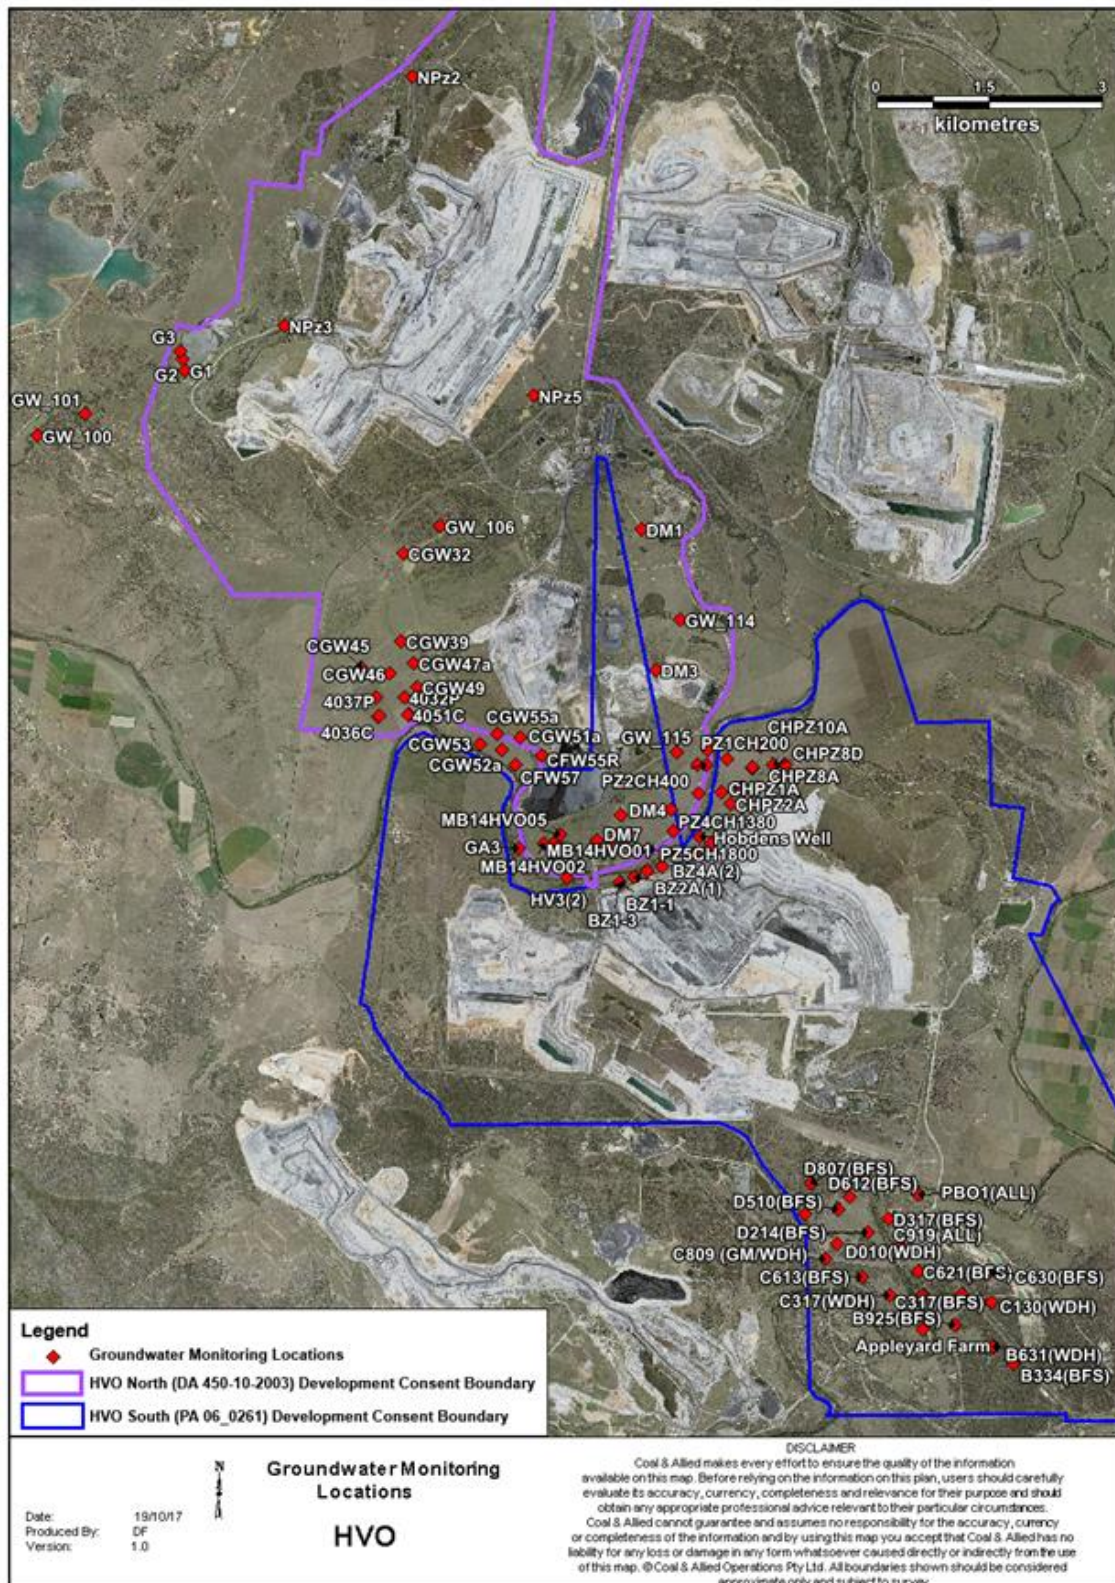 NPz2
0 1.5 3
kilometres
NPz3
G3
G2 G1
GW_101
GW_100
NPz5
GW_106
CGW32
DM1
GW_114
CGW45
CGW39
CGW47a
CGW46
CGW49
DM3
4037P
4032P
4036C
4051C
CGW55a
CGW51a
CGW53
CFW55R
CGW52a
CFW57
GW_115
PZ1CH200
CHPZ10A
CHPZ8D
CHPZ8A
PZ2CH400
CHPZ1A
CHPZ2A
MB14HVO05
DM4
PZ4CH1380
GA3
DM7
Hobdens Well
MB14HVO01
PZ5CH1800
MB14HVO02
BZ4A(2)
HV3(2)
BZ2A(1)
BZ1-1
BZ1-3
D807(BFS)
D612(BFS)
PBO1(ALL)
D510(BFS)
D317(BFS)
D214(BFS)
C919(ALL)
C809 (GM/WDH)
D010(WDH)
C613(BFS)
C621(BFS)
C630(BFS)
C317(WDH)
C317(BFS)
C130(WDH)
B925(BFS)
Appleyard Farm
B631(WDH)
B334(BFS)
Legend
Groundwater Monitoring Locations
HVO North (DA 450-10-2003) Development Consent Boundary
HVO South (PA 06_0261) Development Consent Boundary
Date: 19/10/17
Produced By: DF
Version: 1.0
N
Groundwater Monitoring
Locations
HVO
DISCLAIMER
Coal & Allied makes every effort to ensure the quality of the information
available on this map. Before relying on the information on this plan, users should carefully
evaluate its accuracy, currency, completeness and relevance for their purpose and should
obtain any appropriate professional advice relevant to their particular circumstances.
Coal & Allied cannot guarantee and assumes no responsibility for the accuracy, currency
or completeness of the information and by using this map you accept that Coal & Allied has no
liability for any loss or damage in any form whatsoever caused directly or indirectly from the use
of this map. © Coal & Allied Operations Pty Ltd. All boundaries shown should be considered
approximate only and subject to survey.